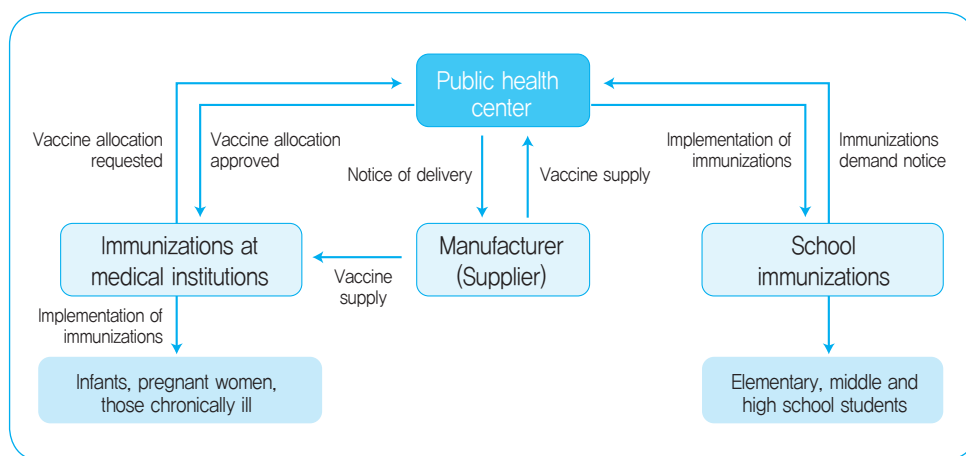 Public health
center
Vaccine allocation
requested
Vaccine allocation
approved
Implementation of
immunizations
Immunizations
demand notice
Notice of delivery
Vaccine supply
Immunizations at
medical institutions
Vaccine
supply
Manufacturer
(Supplier)
School
immunizations
Implementation of
immunizations
Infants, pregnant women,
those chronically ill
Elementary, middle and
high school students